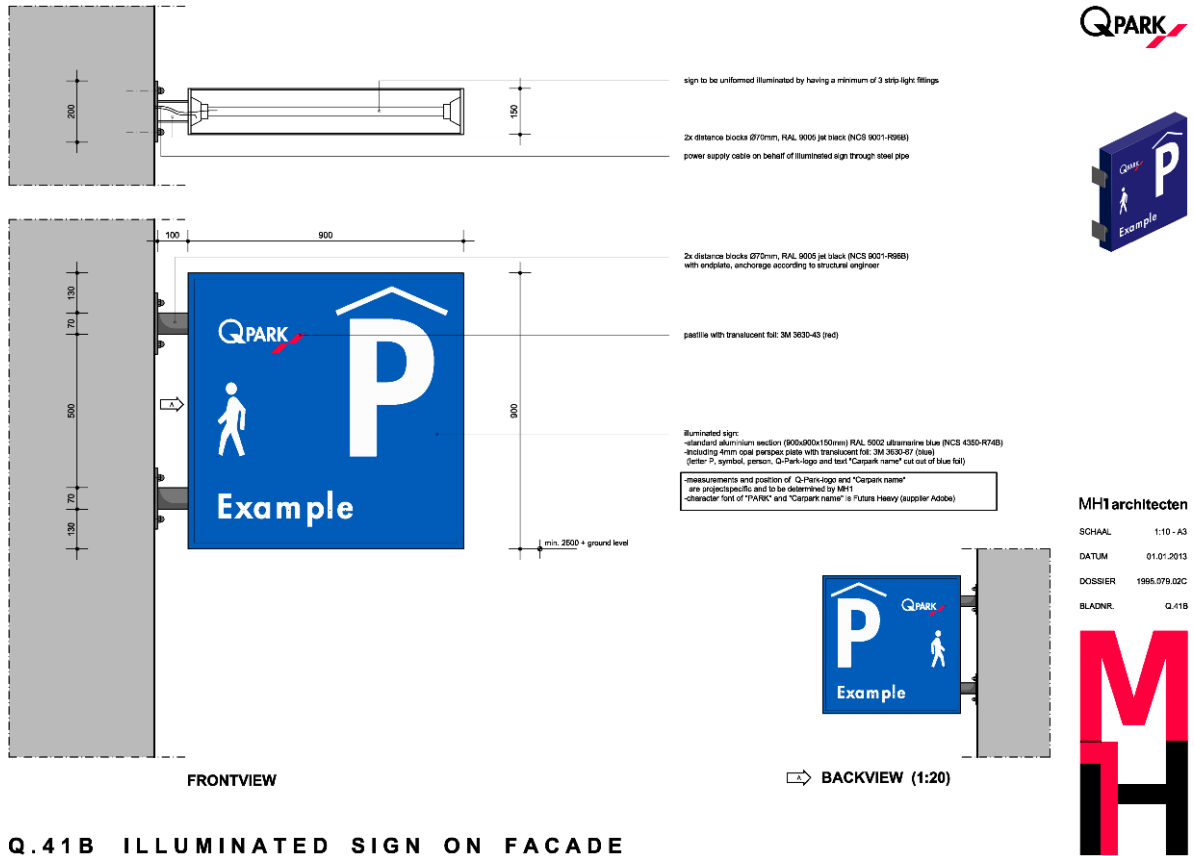 QPARK
sign to be uniformed illuminated by having a minimum of 3 strip-light fittings
200
150
2x distance blocks Ø70mm, RAL 9005 jet black (NCS 9001-R96B)
power supply cable on behalf of illuminated sign through steel pipe
QPARK
P
Example
100
900
2x distance blocks Ø70mm, RAL 9005 jet black (NCS 9001-R96B)
with endplate, anchorage according to structural engineer
130
70
500
70
130
QPARK
P
Example
A
900
pastille with translucent foil: 3M 3630-43 (red)
illuminated sign:
-standard aluminium section (900x900x150mm) RAL 5002 ultramarine blue (NCS 4350-R74B)
-including 4mm opal perspex plate with translucent foil: 3M 3630-87 (blue)
(letter P, symbol, person, Q-Park-logo and text "Carpark name" cut out of blue foil)
-measurements and position of Q-Park-logo and "Carpark name"
are projectspecific and to be determined by MH1
-character font of "PARK" and "Carpark name" is Futura Heavy (supplier Adobe)
min. 2500 + ground level
MH1architecten
SCHAAL 1:10 - A3
DATUM 01.01.2013
DOSSIER 1995.079.02C
BLADNR. Q.41B
P
QPARK
Example
FRONTVIEW
A BACKVIEW (1:20)
MH1
Q.41B ILLUMINATED SIGN ON FACADE